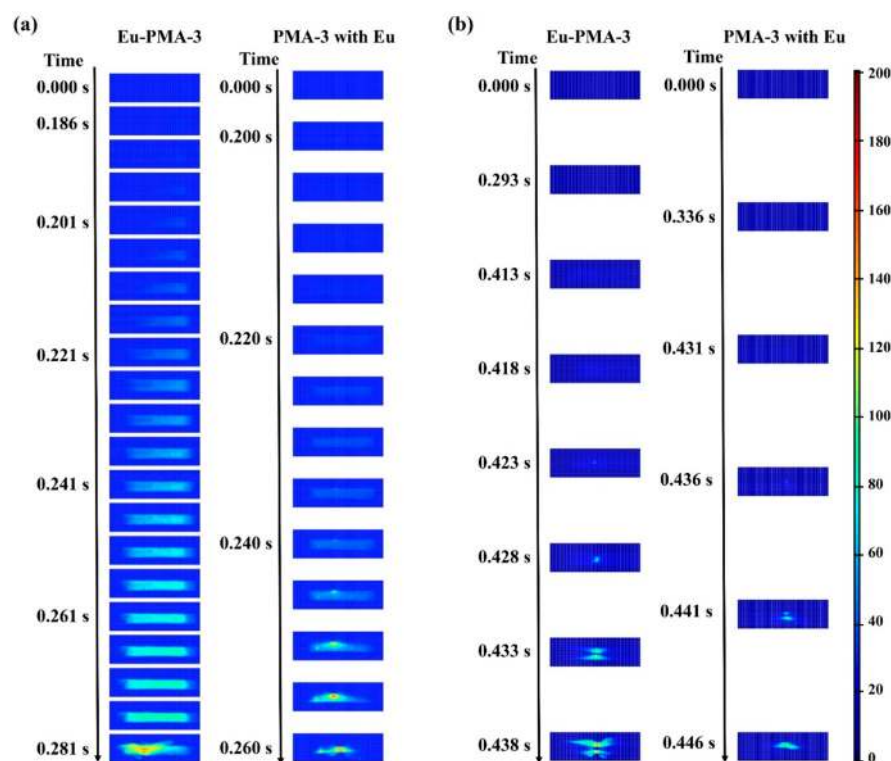 (a)
Eu-PMA-3
PMA-3 with Eu
Time
Time
0.000 s
0.186 s
0.201 s
0.221 s
0.241 s
0.261 s
0.281 s
0.000 s
0.200 s
0.220 s
0.240 s
0.260 s
(b)
Eu-PMA-3
PMA-3 with Eu
Time
Time
0.000 s
0.293 s
0.413 s
0.418 s
0.423 s
0.428 s
0.433 s
0.438 s
0.000 s
0.336 s
0.431 s
0.436 s
0.441 s
0.446 s
200
180
160
140
120
100
80
60
40
20
0